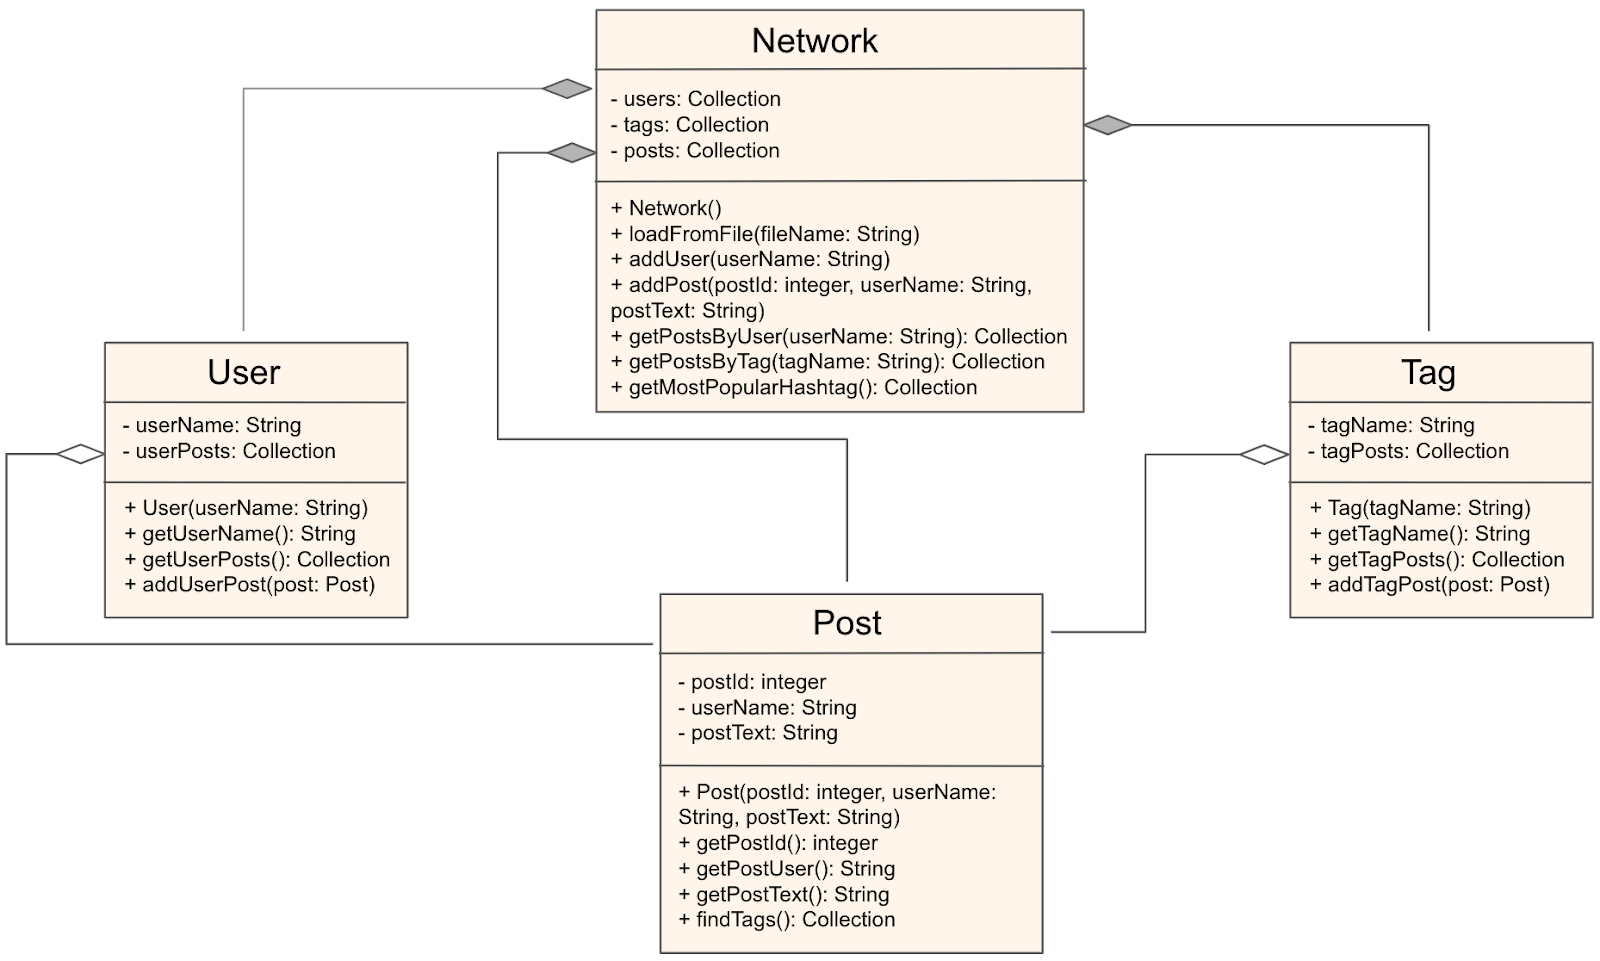 Network
- users: Collection
- tags: Collection
- posts: Collection
+ Network()
+ loadFromFile(fileName: String)
+ addUser(userName: String)
+ addPost(postId: integer, userName: String,
postText: String)
+ getPostsByUser(userName: String): Collection
+ getPostsByTag(tagName: String): Collection
+ getMostPopularHashtag(): Collection
User
- userName: String
- userPosts: Collection
+ User(userName: String)
+ getUserName(): String
+ getUserPosts(): Collection
+ addUserPost(post: Post)
Tag
- tagName: String
- tagPosts: Collection
+ Tag(tagName: String)
+ getTagName(): String
+ getTagPosts(): Collection
+ addTagPost(post: Post)
Post
- postId: integer
- userName: String
- postText: String
+ Post(postId: integer, userName:
String, postText: String)
+ getPostId(): integer
+ getPostUser(): String
+ getPostText(): String
+ findTags(): Collection